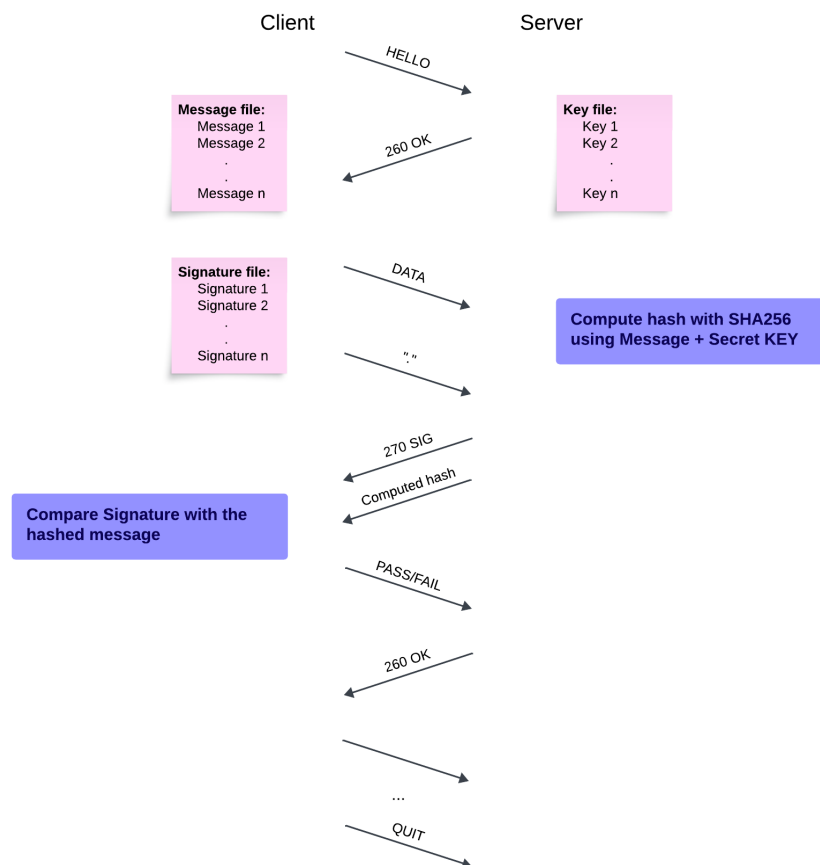 Client
Server
HELLO
Message file:
Message 1
Message 2
.
.
Message n
Key file:
Key 1
Key 2
.
.
Key n
260 OK
Signature file:
Signature 1
Signature 2
.
.
Signature n
DATA
Compute hash with SHA256
using Message + Secret KEY
"."
270 SIG
Computed hash
Compare Signature with the
hashed message
PASS/FAIL
260 OK
...
QUIT